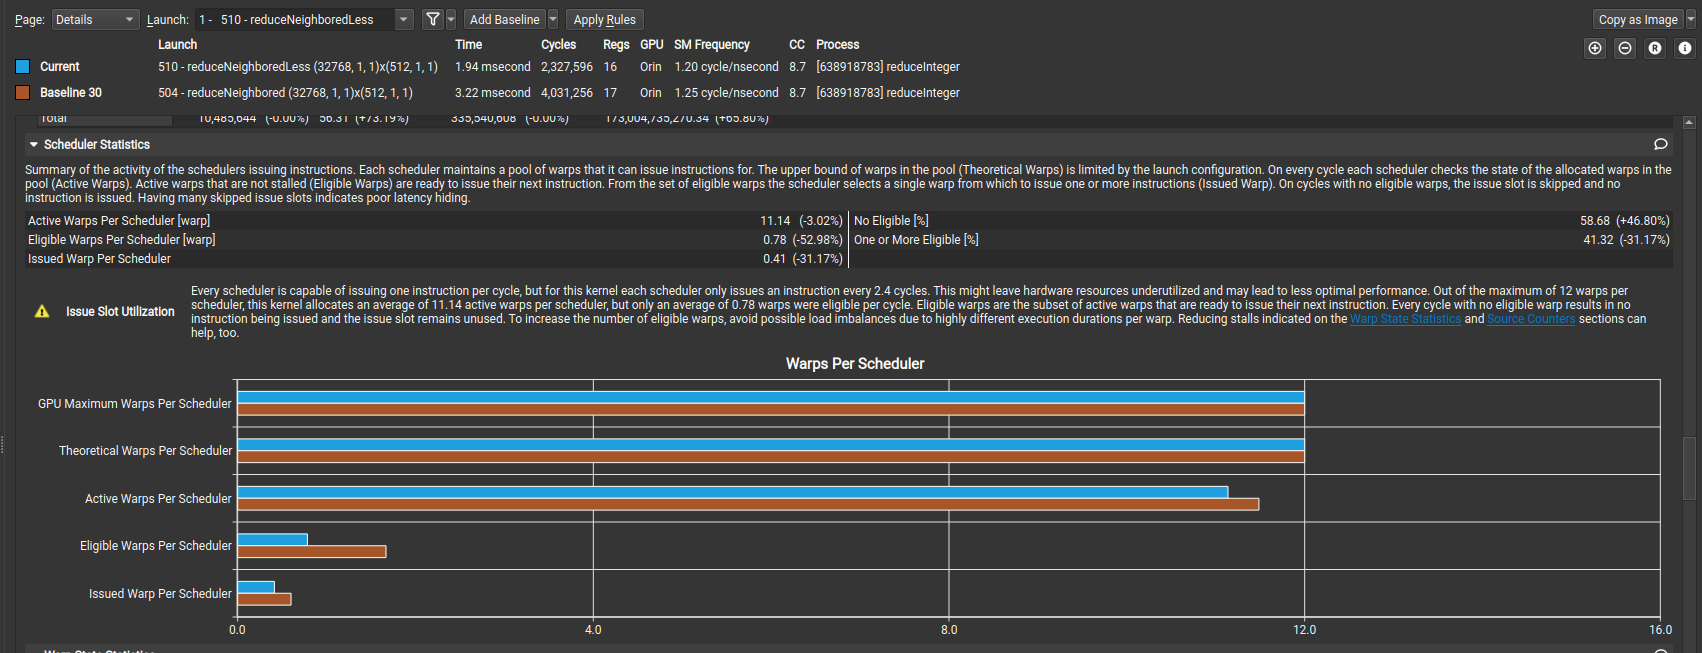 Page: Details Launch: 1 - 510 - reduceNeighboredLess Add Baseline Apply Rules Copy as Image
Launch Time Cycles Regs GPU SM Frequency CC Process
Current 510 - reduceNeighboredLess (32768, 1, 1)x(512, 1, 1) 1.94 msecond 2,327,596 16 Orin 1.20 cycle/nsecond 8.7 [638918783] reduceInteger
Baseline 30 504 - reduceNeighbored (32768, 1, 1)x(512, 1, 1) 3.22 msecond 4,031,256 17 Orin 1.25 cycle/nsecond 8.7 [638918783] reduceInteger
Total 10,485,644 (-0.00%) 56.31 (+73.19%) 335,540,608 (-0.00%) 173,004,735,270.34 (+65.80%)
Scheduler Statistics
Summary of the activity of the schedulers issuing instructions. Each scheduler maintains a pool of warps that it can issue instructions for. The upper bound of warps in the pool (Theoretical Warps) is limited by the launch configuration. On every cycle each scheduler checks the state of the allocated warps in the
pool (Active Warps). Active warps that are not stalled (Eligible Warps) are ready to issue their next instruction. From the set of eligible warps the scheduler selects a single warp from which to issue one or more instructions (Issued Warp). On cycles with no eligible warps, the issue slot is skipped and no
instruction is issued. Having many skipped issue slots indicates poor latency hiding.
Active Warps Per Scheduler [warp] 11.14 (-3.02%) No Eligible [%] 58.68 (+46.80%)
Eligible Warps Per Scheduler [warp] 0.78 (-52.98%) One or More Eligible [%] 41.32 (-31.17%)
Issued Warp Per Scheduler 0.41 (-31.17%)
Issue Slot Utilization
Every scheduler is capable of issuing one instruction per cycle, but for this kernel each scheduler only issues an instruction every 2.4 cycles. This might leave hardware resources underutilized and may lead to less optimal performance. Out of the maximum of 12 warps per
scheduler, this kernel allocates an average of 11.14 active warps per scheduler, but only an average of 0.78 warps were eligible per cycle. Eligible warps are the subset of active warps that are ready to issue their next instruction. Every cycle with no eligible warp results in no
instruction being issued and the issue slot remains unused. To increase the number of eligible warps, avoid possible load imbalances due to highly different execution durations per warp. Reducing stalls indicated on the Warp State Statistics and Source Counters sections can
help, too.
Warps Per Scheduler
GPU Maximum Warps Per Scheduler
Theoretical Warps Per Scheduler
Active Warps Per Scheduler
Eligible Warps Per Scheduler
Issued Warp Per Scheduler
0.0 4.0 8.0 12.0 16.0